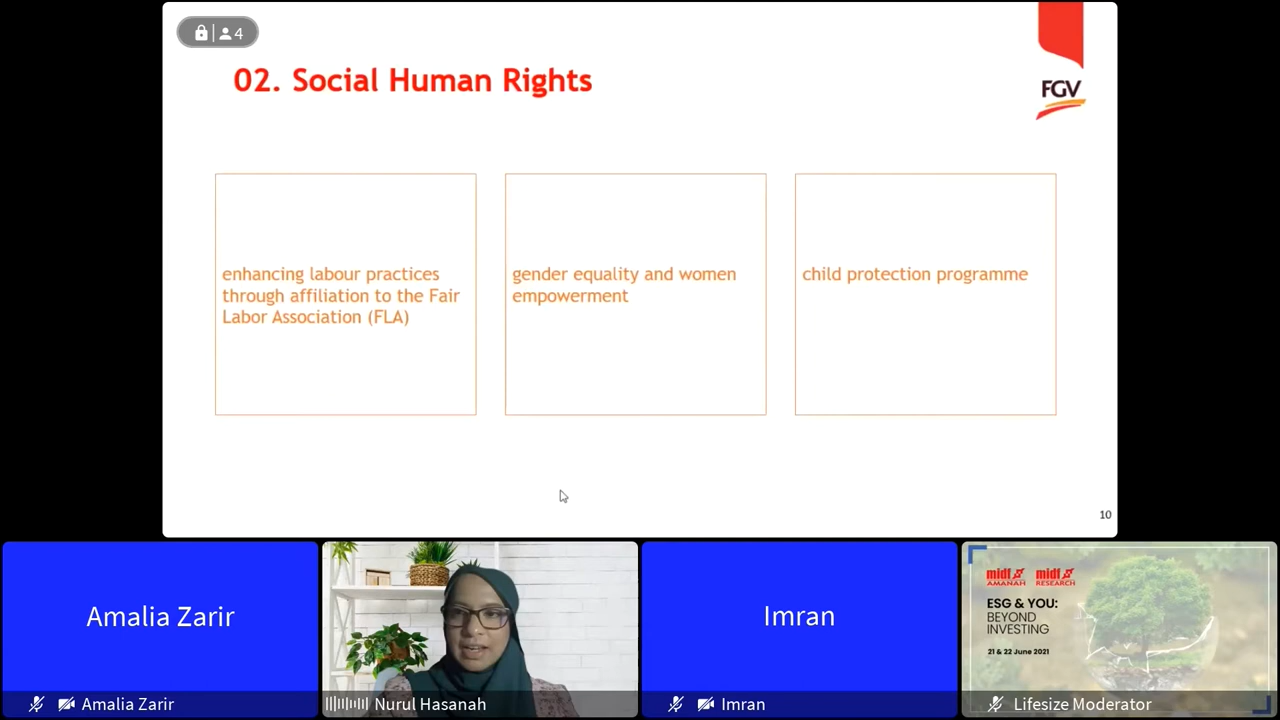 4
02. Social Human Rights
FGV
enhancing labour practices
through affiliation to the Fair
Labor Association (FLA)
gender equality and women
empowerment
child protection programme
10
Amalia Zarir
Amalia Zarir
Nurul Hasanah
Imran
Imran
midf midf
AMANAH RESEARCH
ESG & YOU:
BEYOND
INVESTING
21 & 22 June 2021
Lifesize Moderator